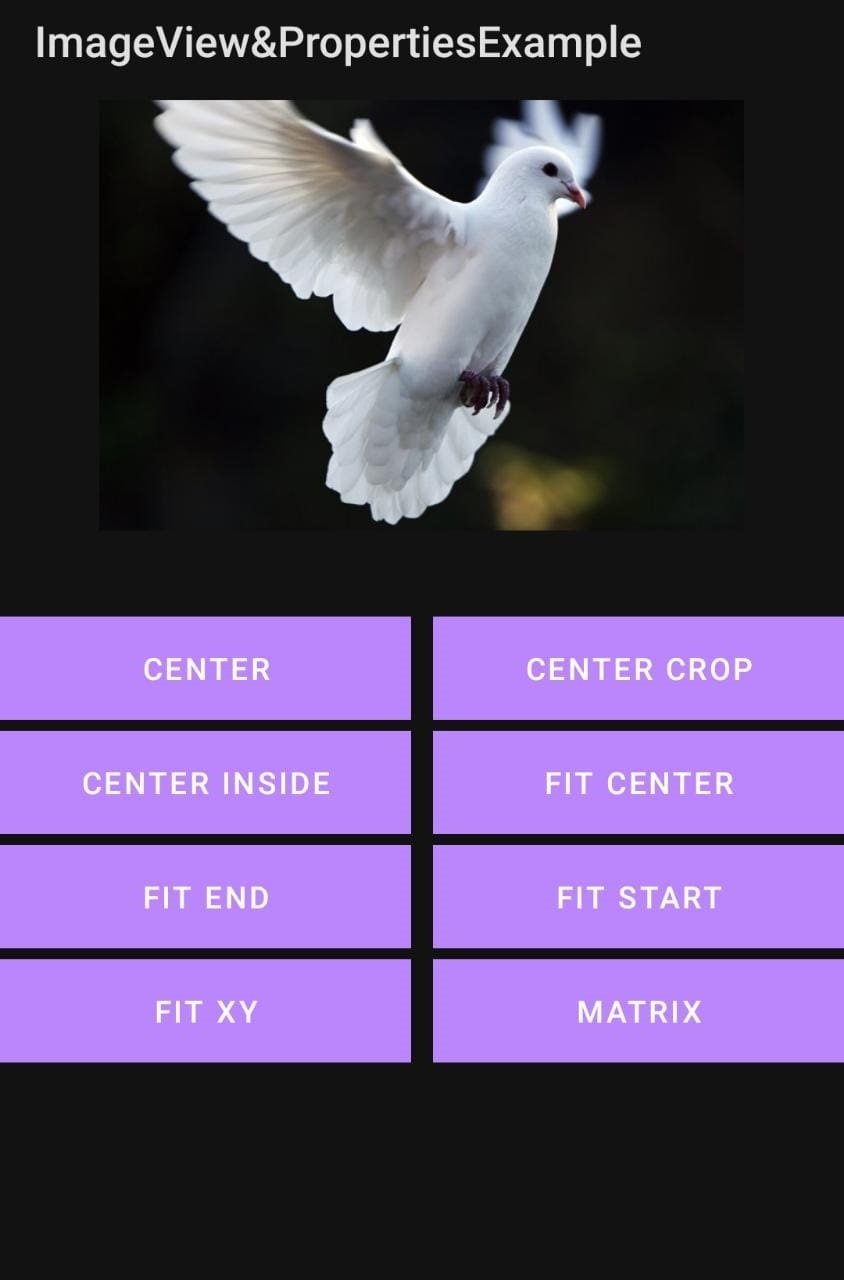 ImageView&PropertiesExample
CENTER
CENTER CROP
CENTER INSIDE
FIT CENTER
FIT END
FIT START
FIT XY
MATRIX